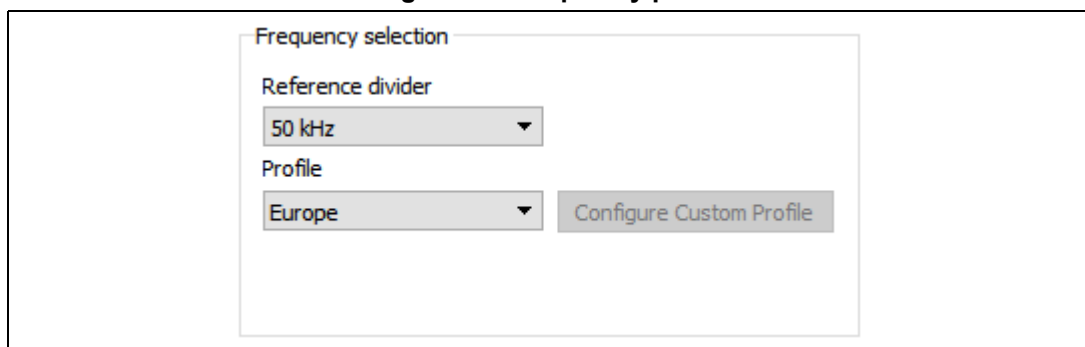 Frequency selection
Reference divider
50 kHz
Profile
Europe
Configure Custom Profile